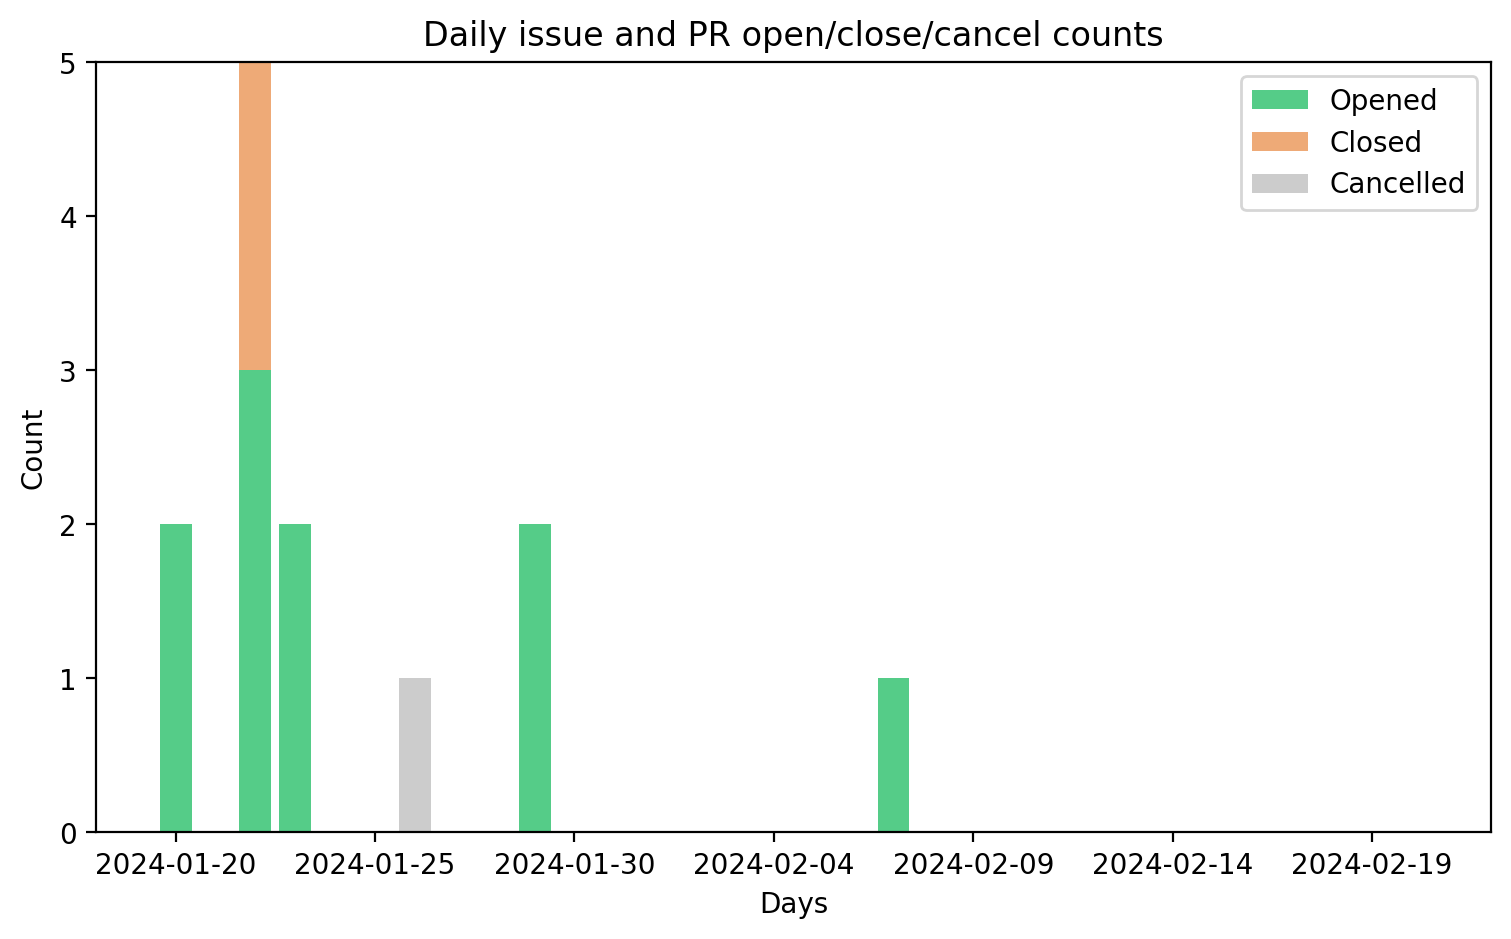 Daily issue and PR open/close/cancel counts
Opened
Closed
Cancelled
Count
5
4
3
2
1
0
2024-01-20 2024-01-25 2024-01-30 2024-02-04 2024-02-09 2024-02-14 2024-02-19
Days